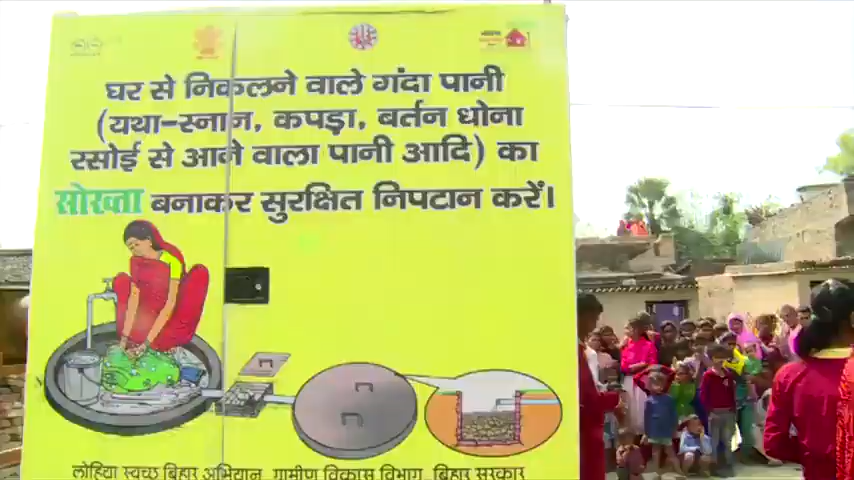 घर से निकलने वाले गंदा पानी
(यथा-स्नान, कपड़ा, बर्तन धोना
रसोई से आने वाला पानी आदि) का
सोख्ता बनाकर सुरक्षित निपटान करें।
लोहिया स्वच्छ बिहार अभियान, ग्रामीण विकास विभाग, बिहार सरकार